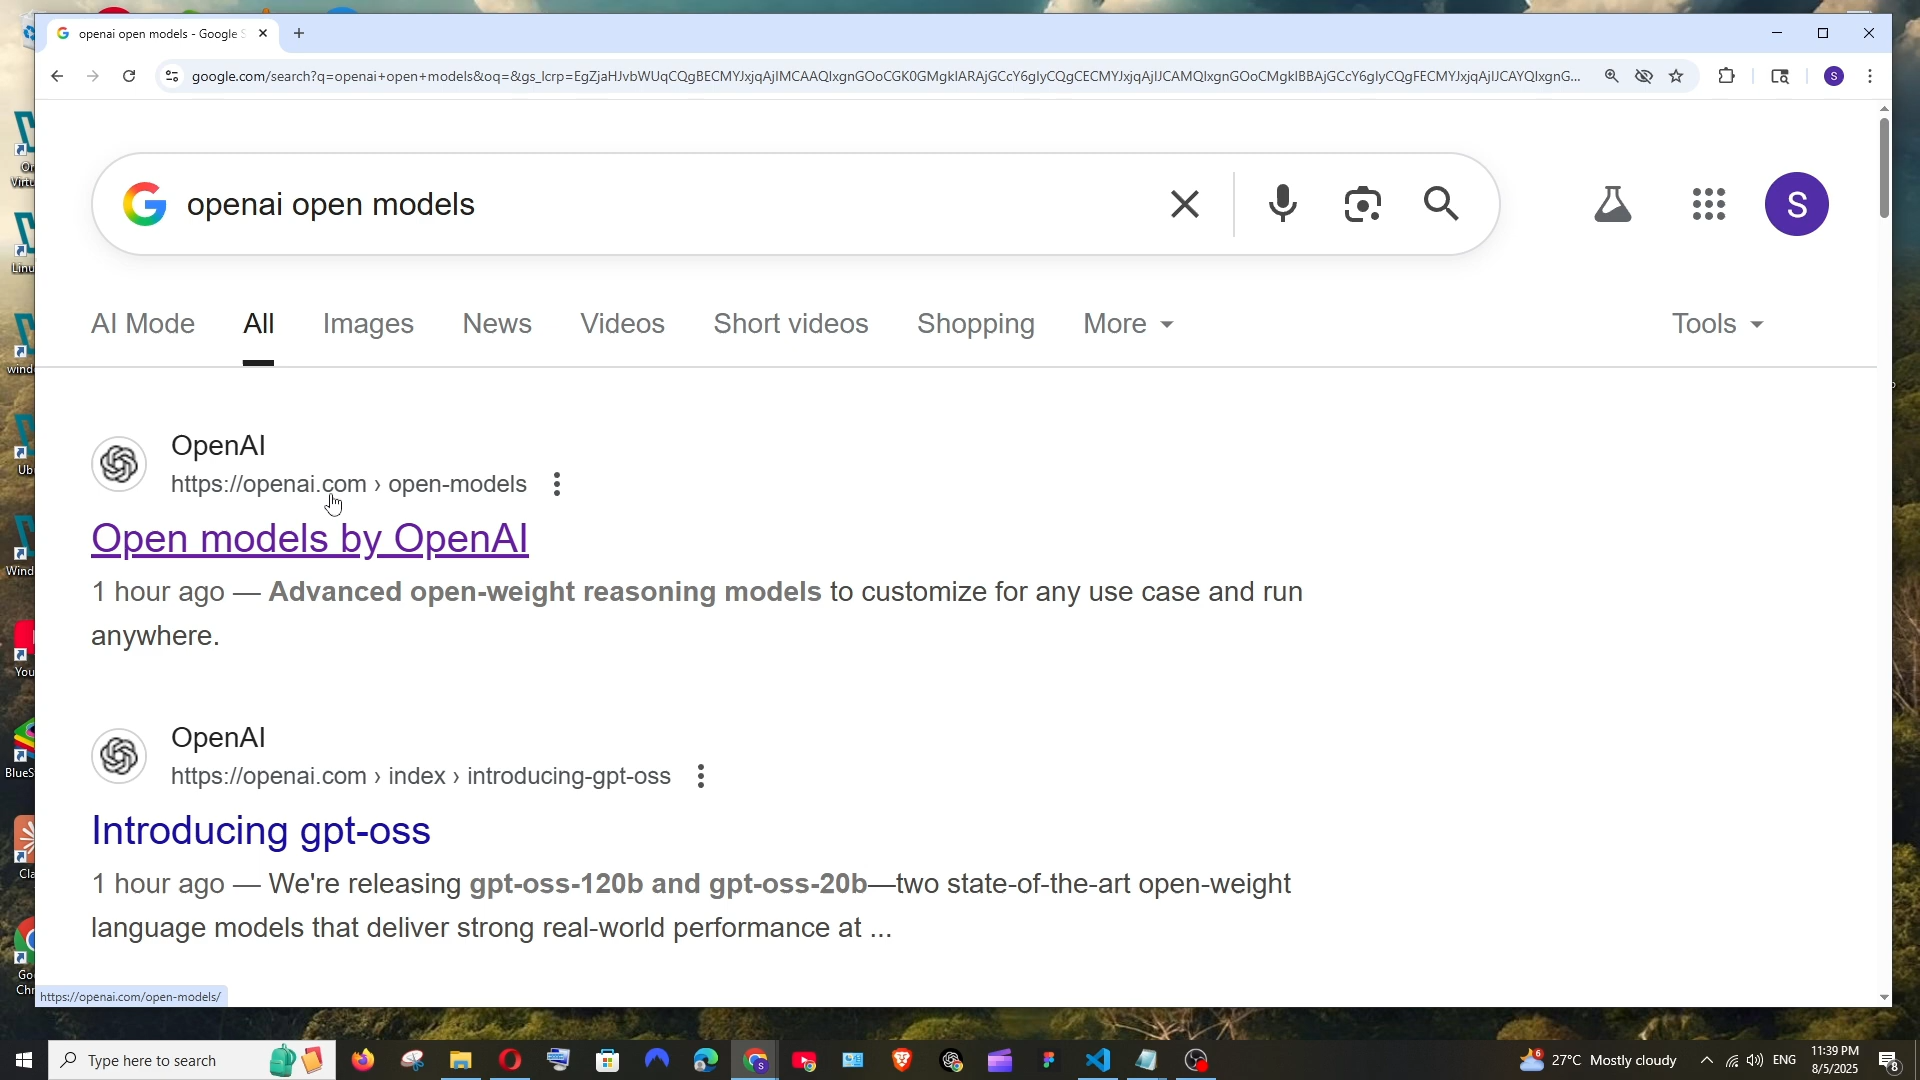 openai open models - Google S
google.com/search?q=openai+open+models&oq=&gs_lcrp=EgZjaHJvbWUqCQgBECMYJxjqAjIMCAAQIxgnGOoCGK0GMgkIARAjGCcY6gIyCQgCECMYJxjqAjIJCAMQIxgnGOoCMgkIBBAjGCcY6gIyCQgFECMYJxjqAjIJCAYQIxgnG...
S
openai open models
S
AI Mode
All
Images
News
Videos
Short videos
Shopping
More
Tools
OpenAI
https://openai.com › open-models
Open models by OpenAI
1 hour ago — Advanced open-weight reasoning models to customize for any use case and run
anywhere.
OpenAI
https://openai.com › index › introducing-gpt-oss
Introducing gpt-oss
1 hour ago — We're releasing gpt-oss-120b and gpt-oss-20b—two state-of-the-art open-weight
language models that deliver strong real-world performance at ...
https://openai.com/open-models/
Type here to search
27°C Mostly cloudy
ENG
11:39 PM
8/5/2025